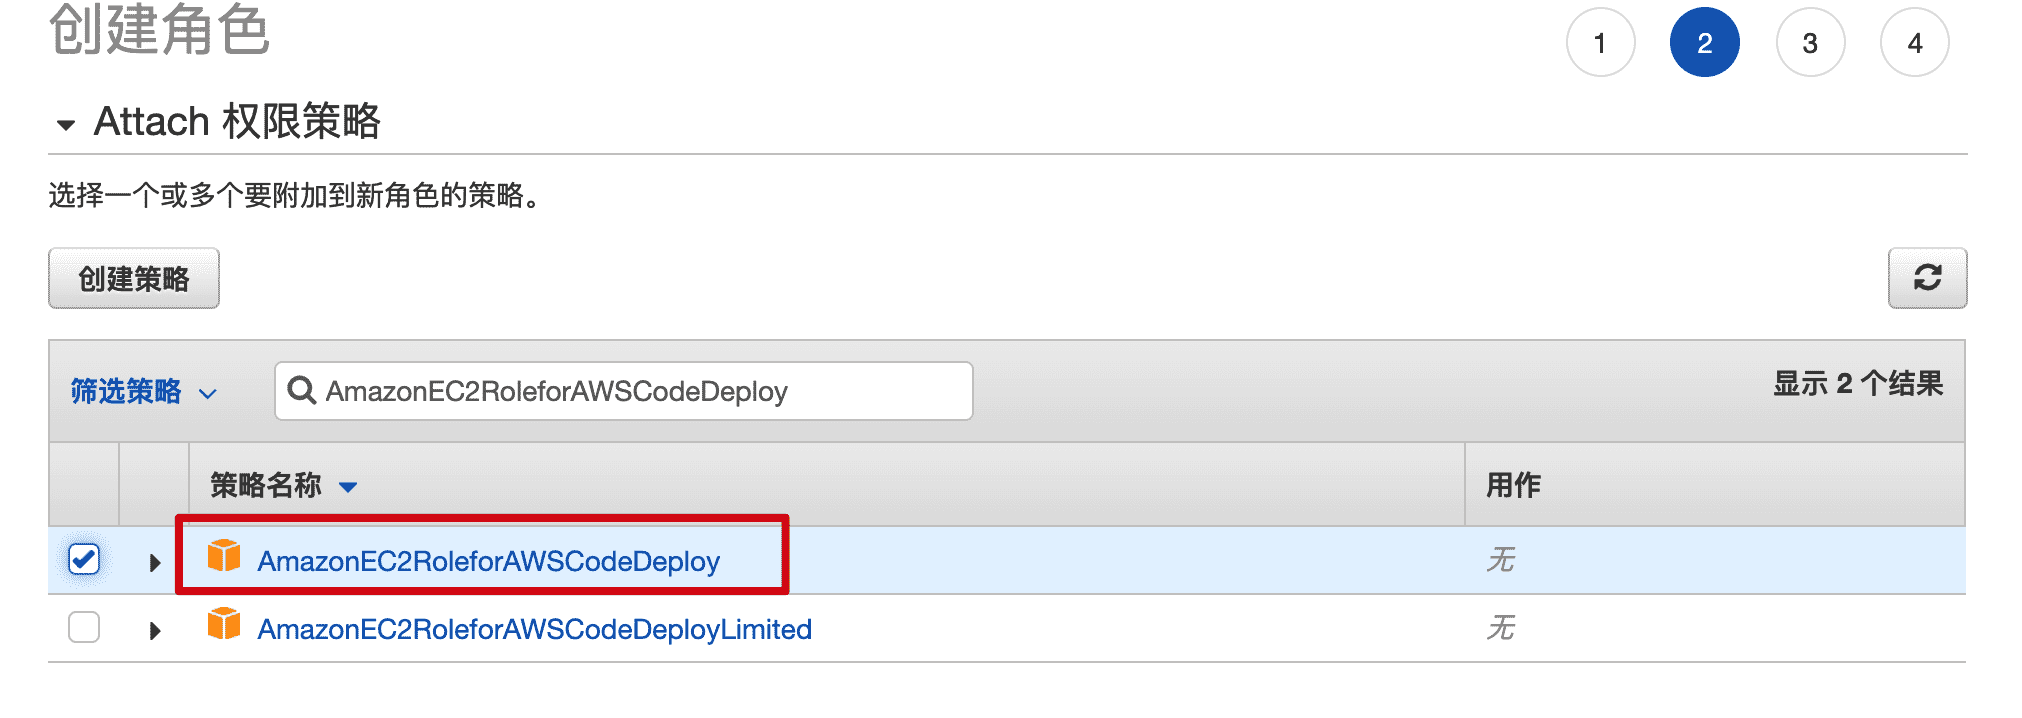 创建角色
1 2 3 4
Attach 权限策略
选择一个或多个要附加到新角色的策略。
创建策略
筛选策略 AmazonEC2RoleforAWSCodeDeploy 显示 2 个结果
策略名称 用作
AmazonEC2RoleforAWSCodeDeploy 无
AmazonEC2RoleforAWSCodeDeployLimited 无